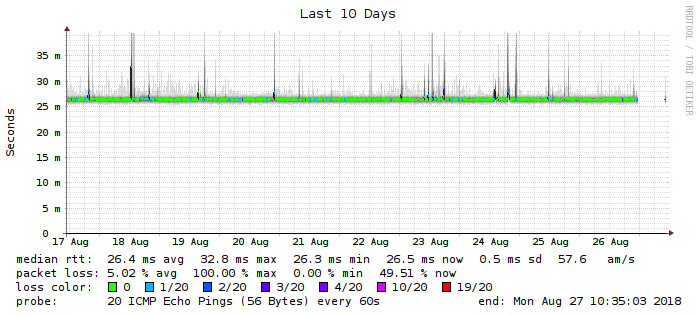 Last 10 Days
RRDTOOL / TOBI OETIKER
Seconds
35 m
30 m
25 m
20 m
15 m
10 m
5 m
0
17 Aug 18 Aug 19 Aug 20 Aug 21 Aug 22 Aug 23 Aug 24 Aug 25 Aug 26 Aug
median rtt: 26.4 ms avg 32.8 ms max 26.3 ms min 26.5 ms now 0.5 ms sd 57.6 am/s
packet loss: 5.02 % avg 100.00 % max 0.00 % min 49.51 % now
loss color: 0 1/20 2/20 3/20 4/20 10/20 19/20
probe: 20 ICMP Echo Pings (56 Bytes) every 60s end: Mon Aug 27 10:35:03 2018